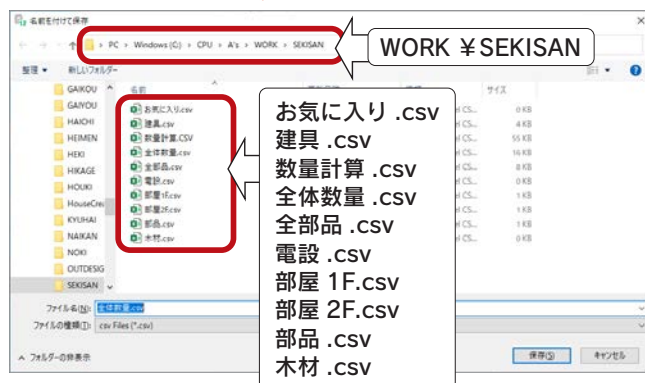 名前を付けて保存
PC › Windows (C:) › CPU › A's › WORK › SEKISAN
WORK ¥SEKISAN
整理 ▼ 新しいフォルダー
GAIKOU
GAIYOU
HAICHI
HEIMEN
HEKI
HIKAGE
HOUKI
HouseCre
KYUHAI
NAIKAN
NOKI
OUTDESIG
SEKISAN
名前
サイズ
お気に入り.csv
建具.csv
数量計算.CSV
全体数量.csv
全部品.csv
電設.csv
部屋1F.csv
部屋2F.csv
部品.csv
木材.csv
0 KB
4 KB
55 KB
16 KB
8 KB
0 KB
1 KB
1 KB
1 KB
0 KB
お気に入り .csv
建具 .csv
数量計算 .csv
全体数量 .csv
全部品 .csv
電設 .csv
部屋 1F.csv
部屋 2F.csv
部品 .csv
木材 .csv
ファイル名(N): 全体数量.csv
ファイルの種類(T): csv Files (*.csv)
フォルダーの非表示
保存(S) キャンセル